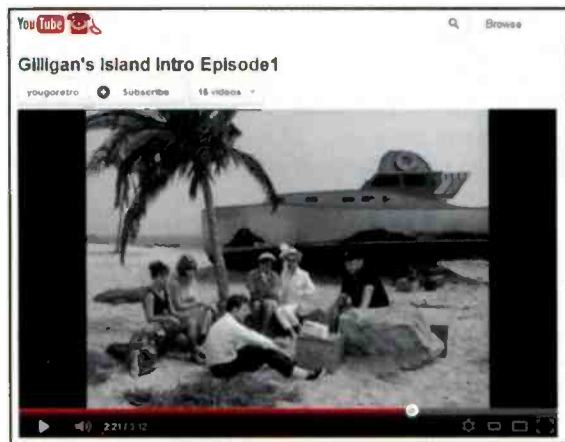 YouTube Browse
Gilligan's Island Intro Episode1
yougoretro Subscribe 16 videos
2:21 / 3:12